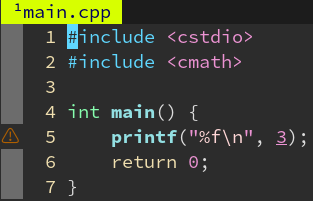 ¹main.cpp
1 #include <cstdio>
2 #include <cmath>
3
4 int main() {
5     printf("%f\n", 3);
6     return 0;
7 }